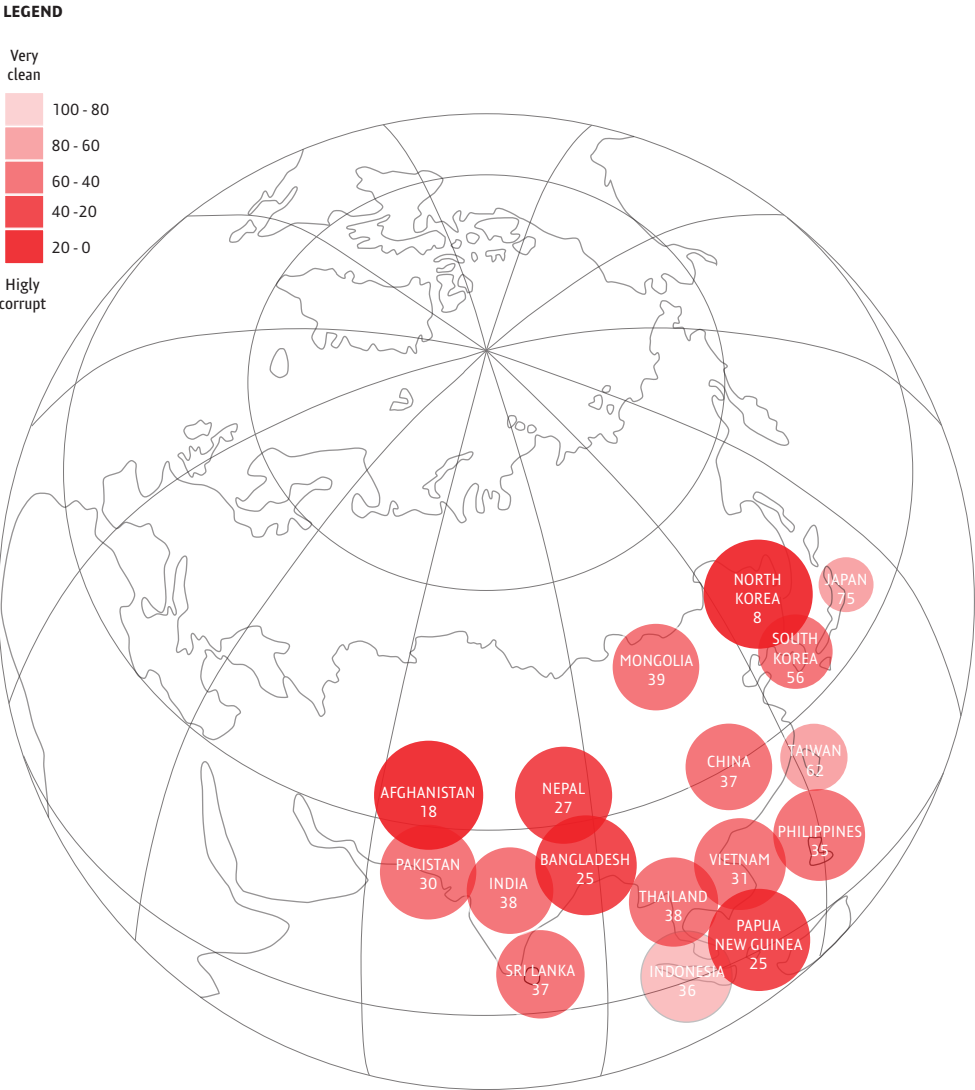 LEGEND
Very
clean
100 - 80
80 - 60
60 - 40
40 -20
20 - 0
Higly
corrupt
NORTH
KOREA
8
JAPAN
75
SOUTH
KOREA
56
MONGOLIA
39
CHINA
37
TAIWAN
62
AFGHANISTAN
18
NEPAL
27
PHILIPPINES
35
PAKISTAN
30
INDIA
38
BANGLADESH
25
VIETNAM
31
THAILAND
38
PAPUA
NEW GUINEA
25
SRI LANKA
37
INDONESIA
36